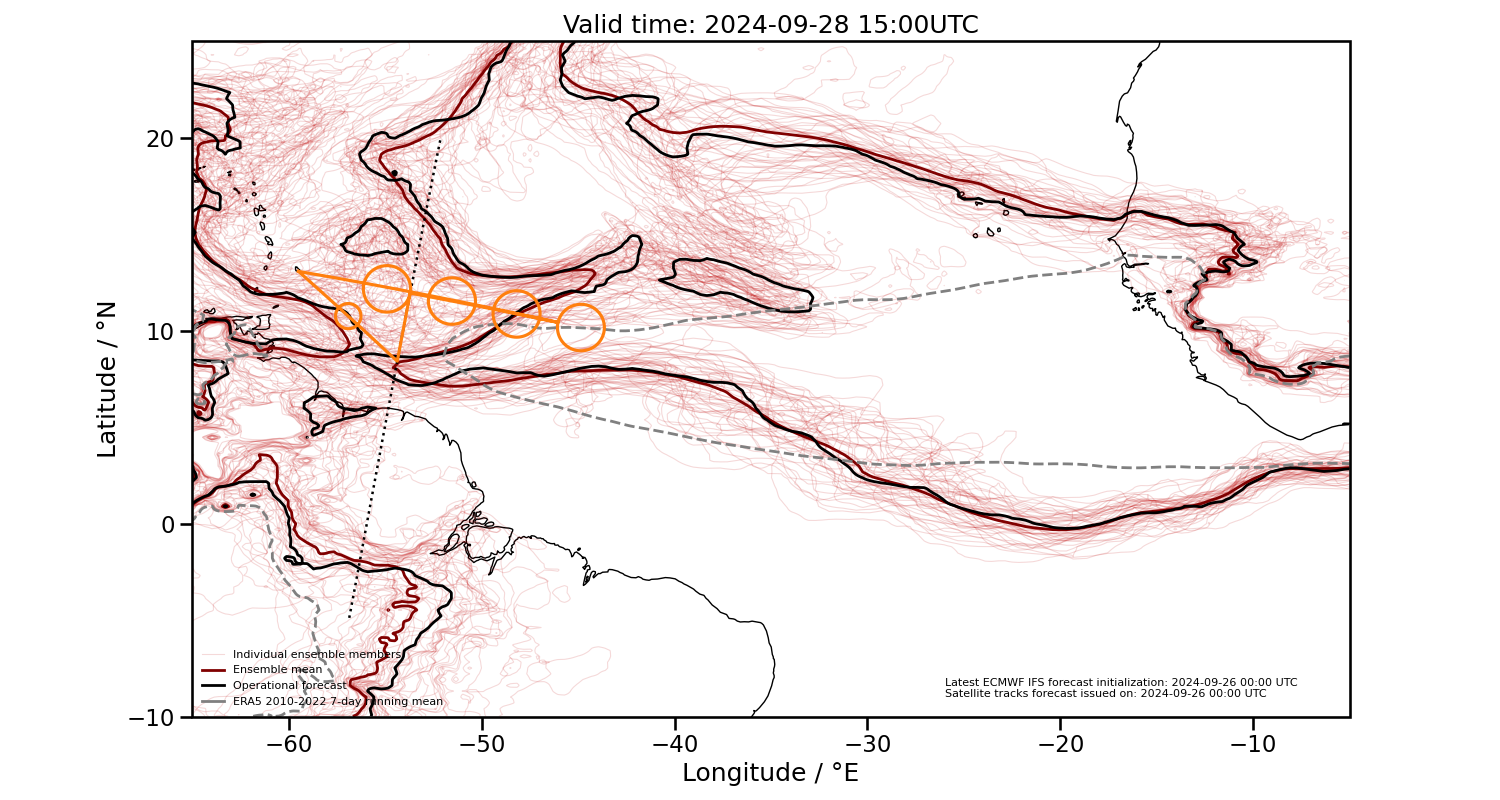 Valid time: 2024-09-28 15:00UTC
Latitude / °N
20
10
0
−10
Individual ensemble members
Ensemble mean
Operational forecast
ERA5 2010-2022 7-day running mean
Latest ECMWF IFS forecast initialization: 2024-09-26 00:00 UTC
Satellite tracks forecast issued on: 2024-09-26 00:00 UTC
−60 −50 −40 −30 −20 −10
Longitude / °E